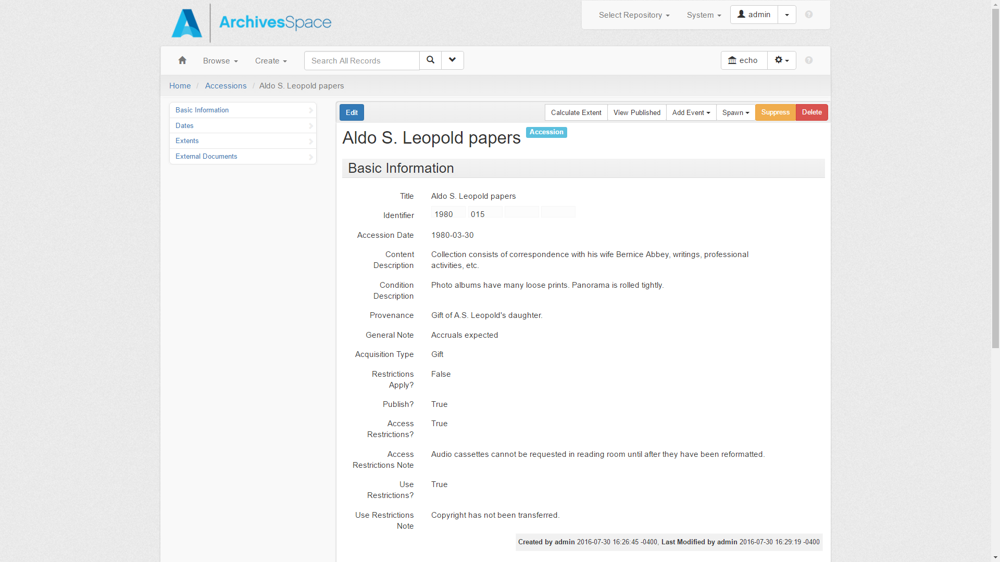 ArchivesSpace
Select Repository
System
admin
Browse
Create
Search All Records
echo
Home / Accessions / Aldo S. Leopold papers
Basic Information
Dates
Extents
External Documents
Edit
Calculate Extent
View Published
Add Event
Spawn
Suppress
Delete
Aldo S. Leopold papers Accession
Basic Information
Title Aldo S. Leopold papers
Identifier 1980 015
Accession Date 1980-03-30
Content Collection consists of correspondence with his wife Bernice Abbey, writings, professional
Description activities, etc.
Condition Photo albums have many loose prints. Panorama is rolled tightly.
Description
Provenance Gift of A.S. Leopold's daughter.
General Note Accruals expected
Acquisition Type Gift
Restrictions False
Apply?
Publish? True
Access True
Restrictions?
Access Audio cassettes cannot be requested in reading room until after they have been reformatted.
Restrictions Note
Use True
Restrictions?
Use Restrictions Copyright has not been transferred.
Note
Created by admin 2016-07-30 16:26:45 -0400, Last Modified by admin 2016-07-30 16:29:19 -0400